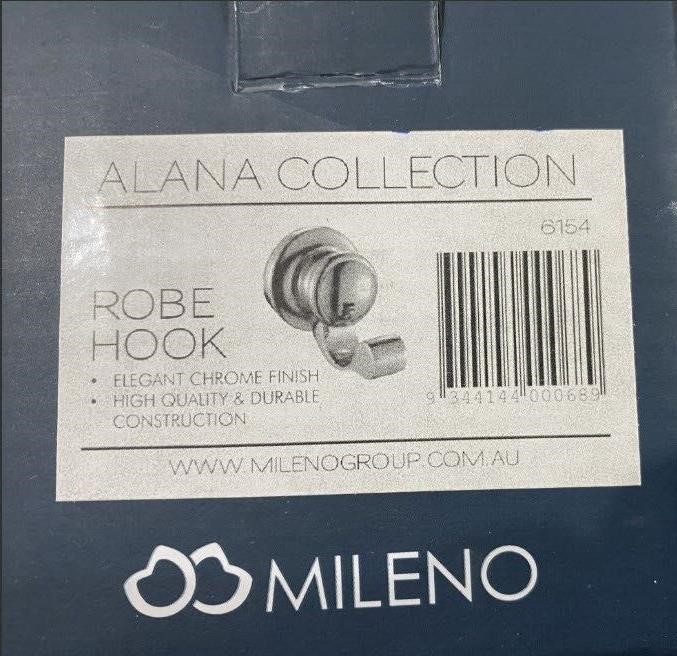 ALANA COLLECTION
6154
ROBE
HOOK
• ELEGANT CHROME FINISH
• HIGH QUALITY & DURABLE
CONSTRUCTION
9 344144 000689
WWW.MILENOGROUP.COM.AU
MILENO